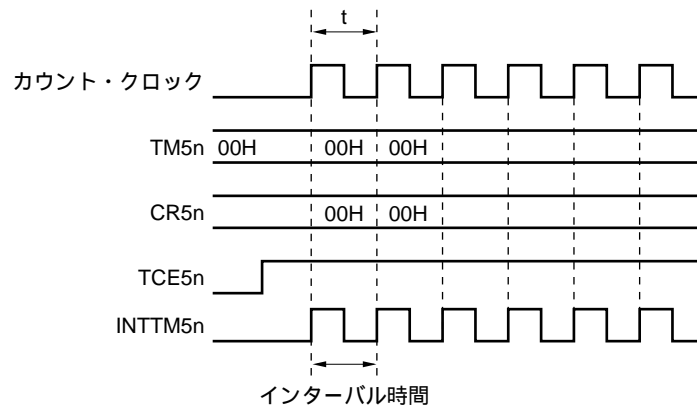 t
カウント・クロック
TM5n 00H 00H 00H
CR5n 00H 00H
TCE5n
INTTM5n
インターバル時間